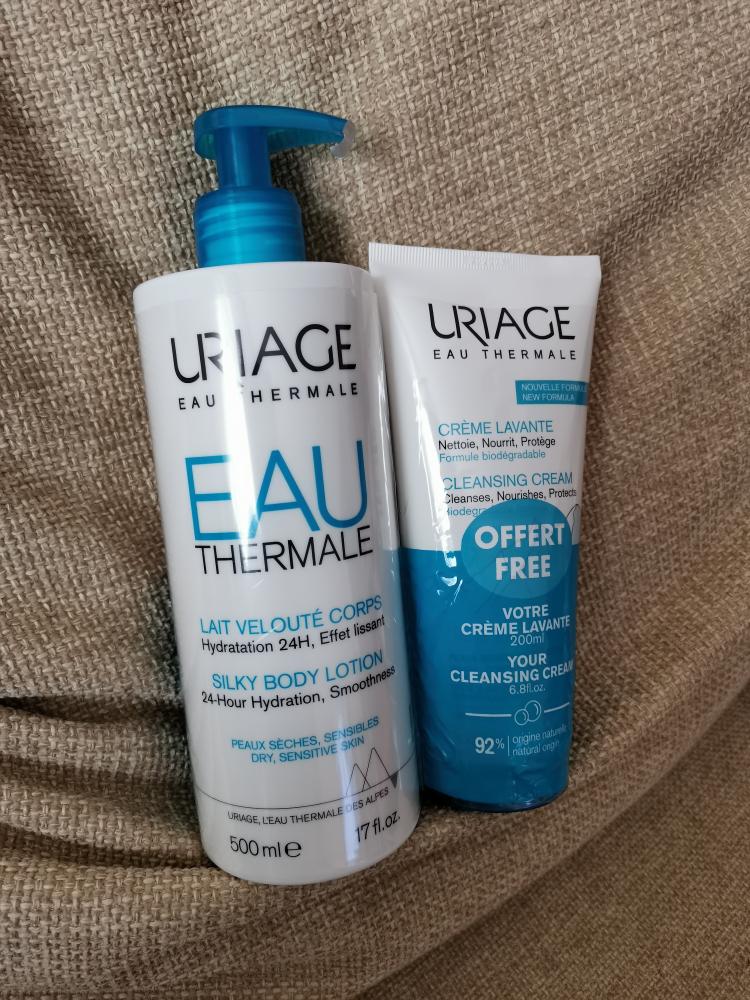 URIAGE
EAU THERMALE
EAU
THERMALE
LAIT VELOUTÉ CORPS
Hydratation 24H, Effet lissant
SILKY BODY LOTION
24-Hour Hydration, Smoothness
PEAUX SÈCHES, SENSIBLES
DRY, SENSITIVE SKIN
URIAGE, L'EAU THERMALE DES ALPES
500 ml e 17 fl.oz.
URIAGE
EAU THERMALE
NOUVELLE FORMULE
NEW FORMULA
CRÈME LAVANTE
Nettoie, Nourrit, Protège
Formule biodégradable
CLEANSING CREAM
Cleanses, Nourishes, Protects
OFFERT
FREE
VOTRE
CRÈME LAVANTE
200ml
YOUR
CLEANSING CREAM
6.8fl.oz.
92% origine naturelle
natural origin